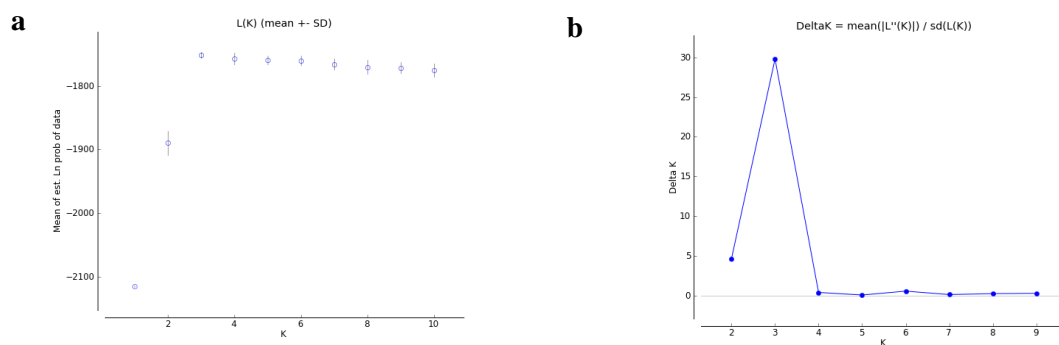 a
L(K) (mean +- SD)
Mean of est. Ln prob of data
−1800
−1900
−2000
−2100
2 4 6 8 10
K
b
DeltaK = mean(|L''(K)|) / sd(L(K))
Delta K
30
25
20
15
10
5
0
2 3 4 5 6 7 8 9
K